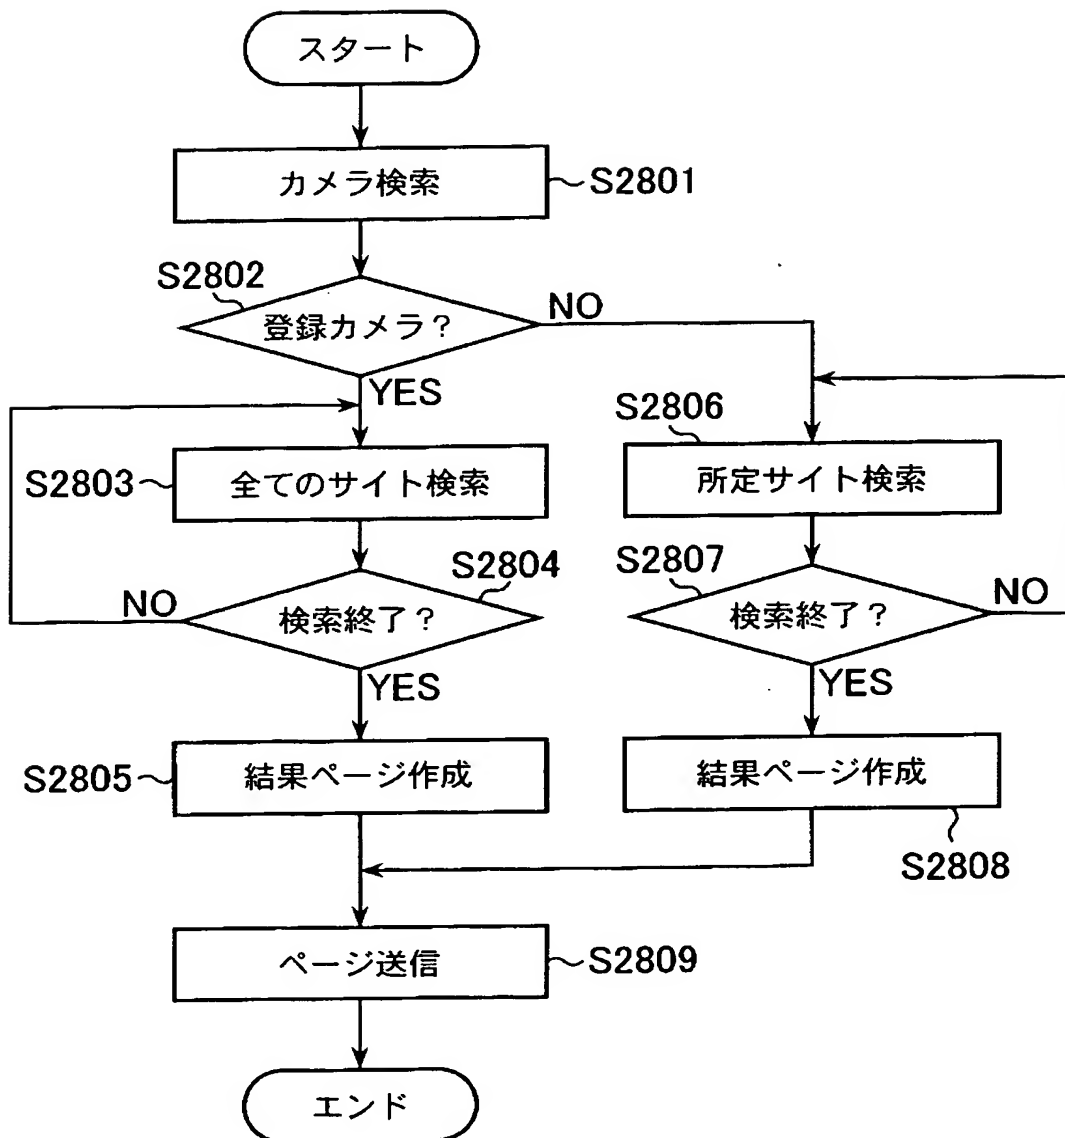 スタート
カメラ検索
S2801
S2802
登録カメラ?
NO
YES
S2806
S2803
全てのサイト検索
所定サイト検索
S2804
S2807
NO
検索終了?
検索終了?
NO
YES
YES
S2805
結果ページ作成
結果ページ作成
S2808
ページ送信
S2809
エンド